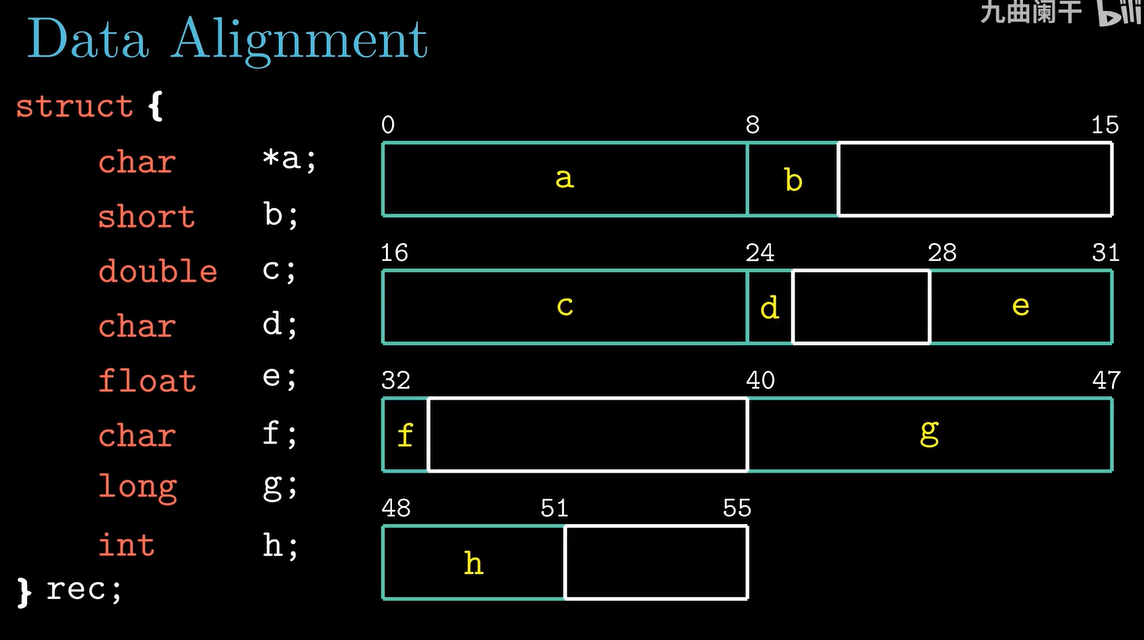 九曲阑干 bili
Data Alignment
struct {
char *a;
short b;
double c;
char d;
float e;
char f;
long g;
int h;
} rec;
0 8 15
a b
16 24 28 31
c d e
32 40 47
f g
48 51 55
h